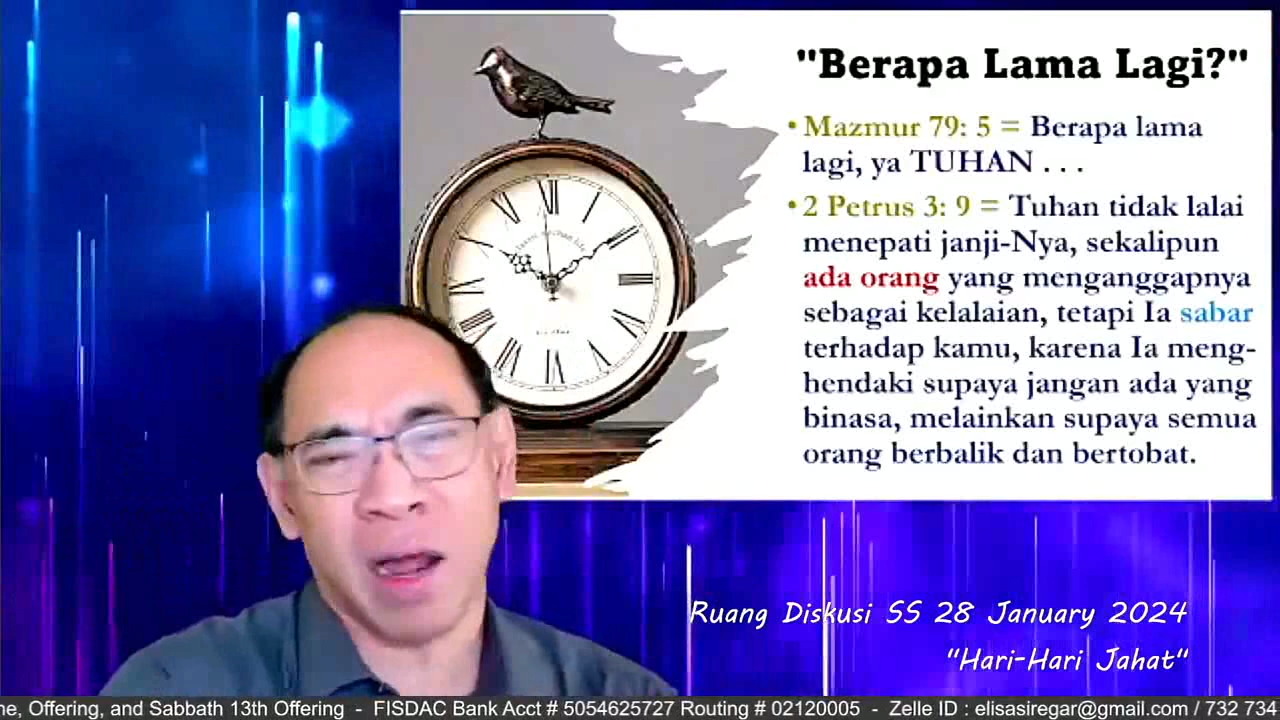 "Berapa Lama Lagi?"
• Mazmur 79: 5 = Berapa lama
lagi, ya TUHAN . . .
• 2 Petrus 3: 9 = Tuhan tidak lalai
menepati janji-Nya, sekalipun
ada orang yang menganggapnya
sebagai kelalaian, tetapi Ia sabar
terhadap kamu, karena Ia meng-
hendaki supaya jangan ada yang
binasa, melainkan supaya semua
orang berbalik dan bertobat.
Ruang Diskusi SS 28 January 2024
"Hari-Hari Jahat"
ne, Offering, and Sabbath 13th Offering - FISDAC Bank Acct # 5054625727 Routing # 02120005 - Zelle ID : elisasiregar@gmail.com / 732 734